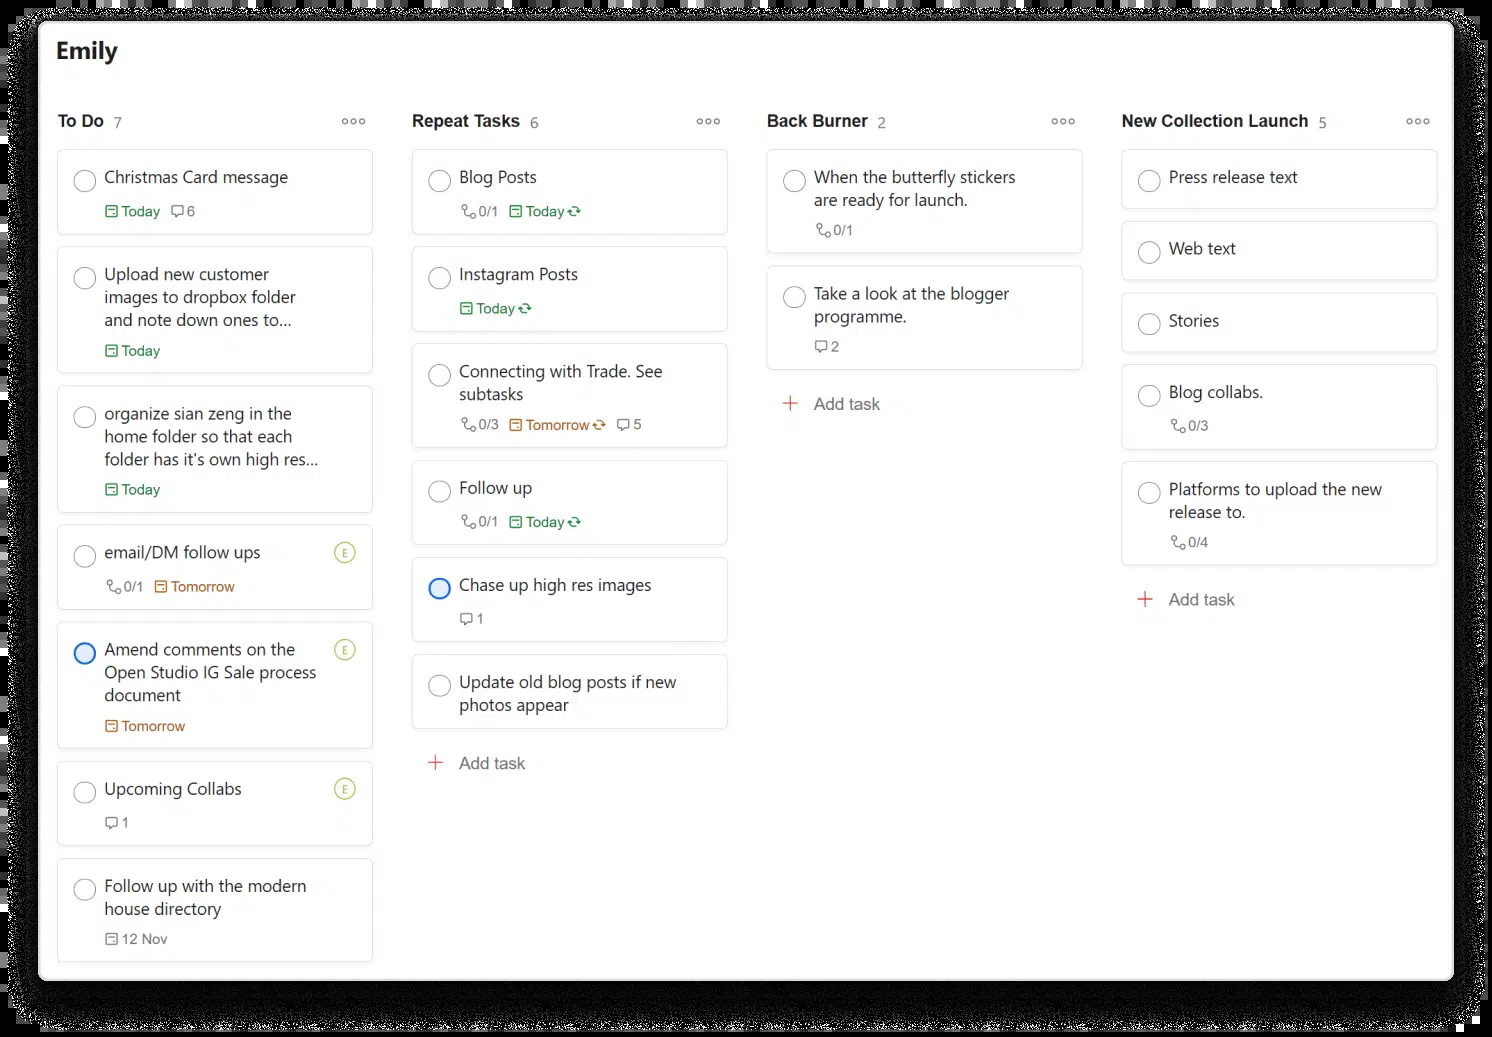 Emily
To Do 7
Christmas Card message
Today 6
Upload new customer
images to dropbox folder
and note down ones to...
Today
organize sian zeng in the
home folder so that each
folder has it's own high res...
Today
email/DM follow ups E
0/1 Tomorrow
Amend comments on the E
Open Studio IG Sale process
document
Tomorrow
Upcoming Collabs E
1
Follow up with the modern
house directory
12 Nov
Repeat Tasks 6
Blog Posts
0/1 Today
Instagram Posts
Today
Connecting with Trade. See
subtasks
0/3 Tomorrow 5
Follow up
0/1 Today
Chase up high res images
1
Update old blog posts if new
photos appear
+ Add task
Back Burner 2
When the butterfly stickers
are ready for launch.
0/1
Take a look at the blogger
programme.
2
+ Add task
New Collection Launch 5
Press release text
Web text
Stories
Blog collabs.
0/3
Platforms to upload the new
release to.
0/4
+ Add task